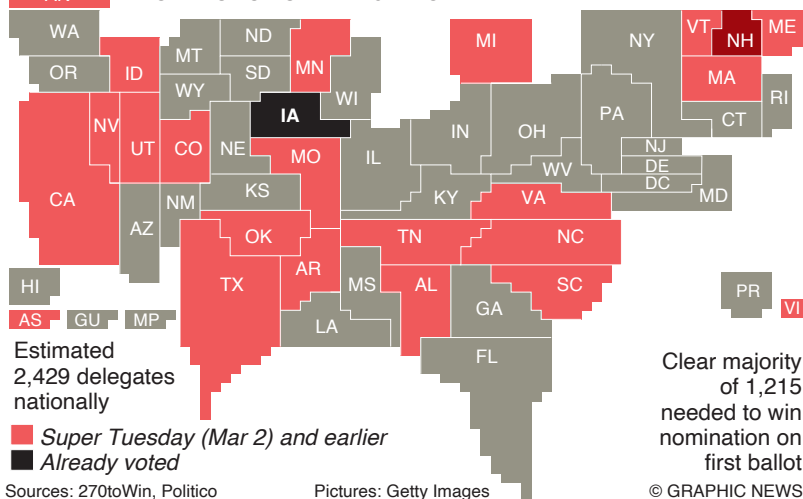 WA
ND
MN
MI
VT
NH
ME
MT
NY
OR
ID
SD
MA
WY
WI
RI
IA
PA
CT
NV
IN
OH
UT
CO
NE
MO
IL
NJ
WV
DE
DC
KS
KY
VA
MD
CA
NM
AZ
OK
TN
NC
AR
HI
TX
MS
AL
SC
PR
GA
VI
AS
GU
MP
LA
FL
Estimated
2,429 delegates
nationally
Clear majority
of 1,215
needed to win
nomination on
first ballot
Super Tuesday (Mar 2) and earlier
Already voted
Sources: 270toWin, Politico
Pictures: Getty Images
© GRAPHIC NEWS